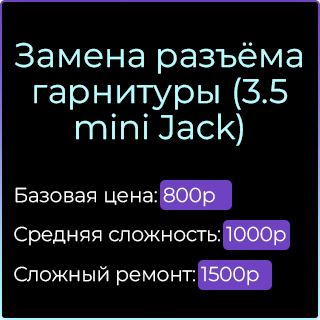 Замена разъёма
гарнитуры (3.5
mini Jack)
Базовая цена: 800р
Средняя сложность: 1000р
Сложный ремонт: 1500р